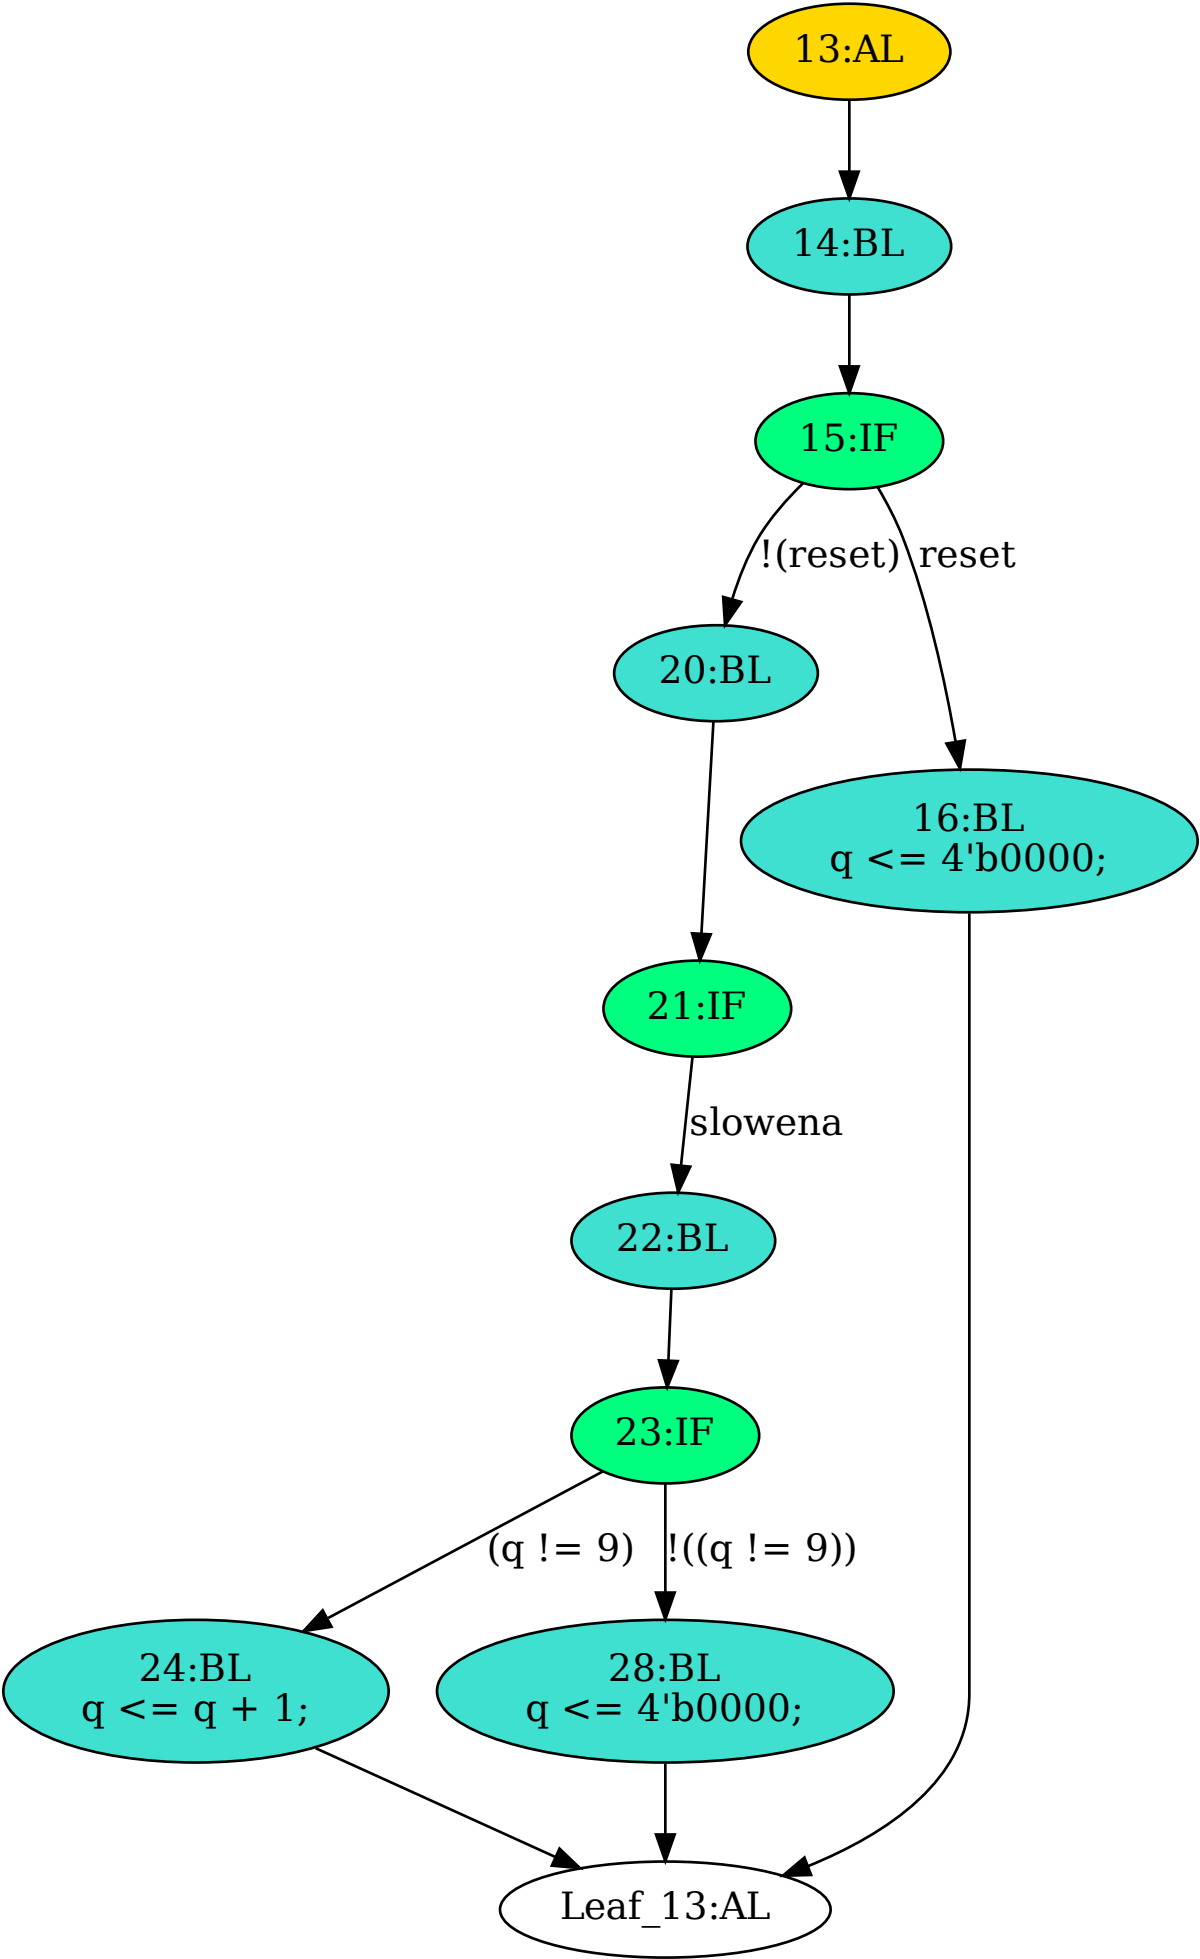 13:AL
14:BL
15:IF
!(reset)
reset
20:BL
16:BL
q <= 4'b0000;
21:IF
slowena
22:BL
23:IF
(q != 9)
!((q != 9))
24:BL
q <= q + 1;
28:BL
q <= 4'b0000;
Leaf_13:AL